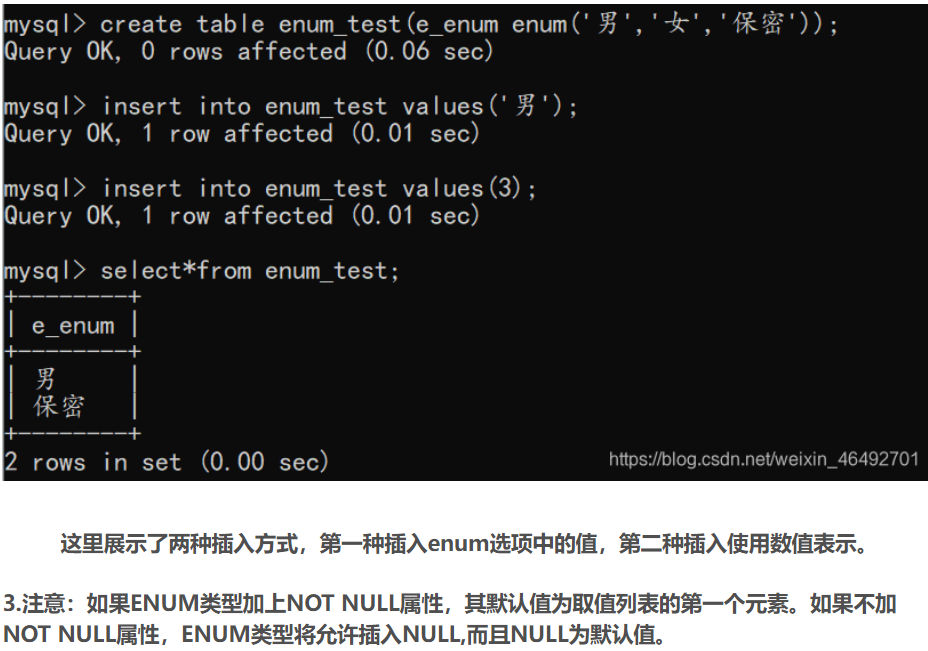 mysql> create table enum_test(e_enum enum('男','女','保密'));
Query OK, 0 rows affected (0.06 sec)
mysql> insert into enum_test values('男');
Query OK, 1 row affected (0.01 sec)
mysql> insert into enum_test values(3);
Query OK, 1 row affected (0.01 sec)
mysql> select*from enum_test;
+--------+
| e_enum |
+--------+
| 男     |
| 保密   |
+--------+
2 rows in set (0.00 sec)
https://blog.csdn.net/weixin_46492701
这里展示了两种插入方式，第一种插入enum选项中的值，第二种插入使用数值表示。
3.注意：如果ENUM类型加上NOT NULL属性，其默认值为取值列表的第一个元素。如果不加
NOT NULL属性，ENUM类型将允许插入NULL,而且NULL为默认值。